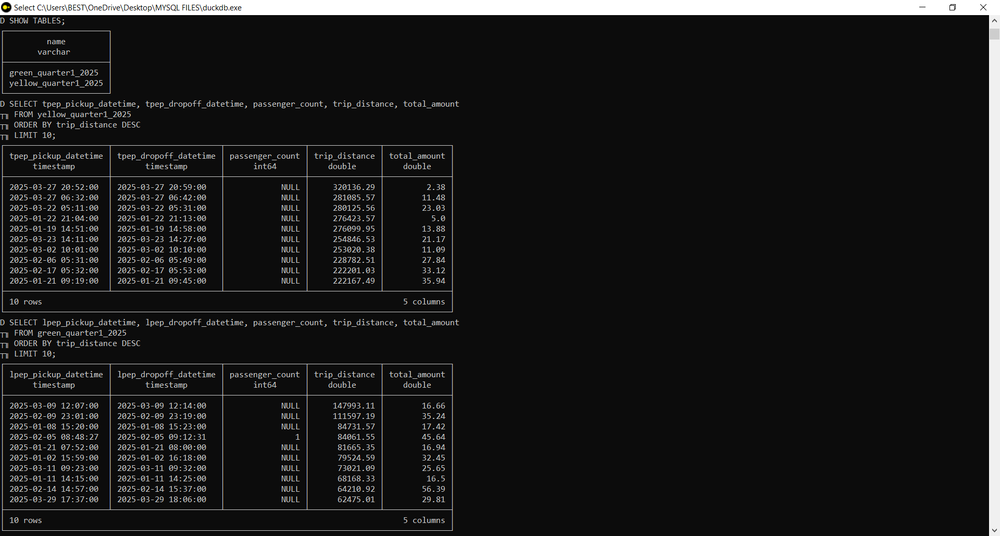 Select C:\Users\BEST\OneDrive\Desktop\MYSQL FILES\duckdb.exe
D SHOW TABLES;
name
varchar
green_quarter1_2025
yellow_quarter1_2025
D SELECT tpep_pickup_datetime, tpep_dropoff_datetime, passenger_count, trip_distance, total_amount
FROM yellow_quarter1_2025
ORDER BY trip_distance DESC
LIMIT 10;
tpep_pickup_datetime tpep_dropoff_datetime passenger_count trip_distance total_amount
timestamp timestamp int64 double double
2025-03-27 20:52:00 2025-03-27 20:59:00 NULL 320136.29 2.38
2025-03-27 06:32:00 2025-03-27 06:42:00 NULL 281085.57 11.48
2025-03-22 05:11:00 2025-03-22 05:31:00 NULL 280125.56 23.03
2025-01-22 21:04:00 2025-01-22 21:13:00 NULL 276423.57 5.0
2025-01-19 14:51:00 2025-01-19 14:58:00 NULL 276099.95 13.88
2025-03-23 14:11:00 2025-03-23 14:27:00 NULL 254846.53 21.17
2025-03-02 10:01:00 2025-03-02 10:10:00 NULL 253020.38 11.09
2025-02-06 05:31:00 2025-02-06 05:49:00 NULL 228782.51 27.84
2025-02-17 05:32:00 2025-02-17 05:53:00 NULL 222201.03 33.12
2025-01-21 09:19:00 2025-01-21 09:45:00 NULL 222167.49 35.94
10 rows 5 columns
D SELECT lpep_pickup_datetime, lpep_dropoff_datetime, passenger_count, trip_distance, total_amount
FROM green_quarter1_2025
ORDER BY trip_distance DESC
LIMIT 10;
lpep_pickup_datetime lpep_dropoff_datetime passenger_count trip_distance total_amount
timestamp timestamp int64 double double
2025-03-09 12:07:00 2025-03-09 12:14:00 NULL 147993.11 16.66
2025-02-09 23:01:00 2025-02-09 23:19:00 NULL 111597.19 35.24
2025-01-08 15:20:00 2025-01-08 15:23:00 NULL 84731.57 17.42
2025-02-05 08:48:27 2025-02-05 09:12:31 1 84061.55 45.64
2025-01-21 07:52:00 2025-01-21 08:00:00 NULL 81665.35 16.94
2025-01-02 15:59:00 2025-01-02 16:18:00 NULL 79524.59 32.45
2025-03-11 09:23:00 2025-03-11 09:32:00 NULL 73021.09 25.65
2025-01-11 14:15:00 2025-01-11 14:25:00 NULL 68168.33 16.5
2025-02-14 14:57:00 2025-02-14 15:37:00 NULL 64210.92 56.39
2025-03-29 17:37:00 2025-03-29 18:06:00 NULL 62475.01 29.81
10 rows 5 columns